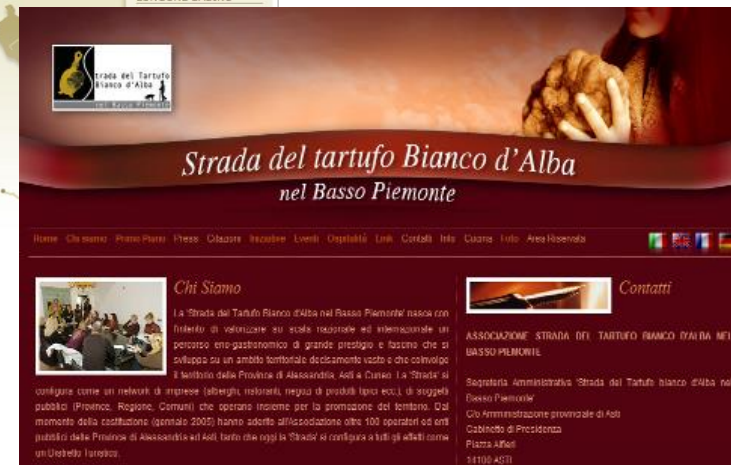 trada del Tartufo
Bianco d'Alba
nel Basso Piemonte
Strada del tartufo Bianco d'Alba
nel Basso Piemonte
Home Chi siamo Primo Piano Press Citazioni Iniziative Eventi Ospitalità Link Contatti Info Cucina Foto Area Riservata
Chi Siamo
La 'Strada del Tartufo Bianco d'Alba nel Basso Piemonte' nasce con
l'intento di valorizzare su scala nazionale ed internazionale un
percorso eno-gastronomico di grande prestigio e fascino che si
sviluppa su un ambito territoriale decisamente vasto e che coinvolge
il territorio delle Province di Alessandria, Asti e Cuneo. La 'Strada' si
configura come un network di imprese (alberghi, ristoranti, negozi di prodotti tipici ecc.), di soggetti
pubblici (Province, Regione, Comuni) che operano insieme per la promozione del territorio. Dal
momento della costituzione (gennaio 2005) hanno aderito all'Associazione oltre 100 operatori ed enti
pubblici delle Province di Alessandria ed Asti, tanto che oggi la 'Strada' si configura a tutti gli effetti come
un Distretto Turistico.
Contatti
ASSOCIAZIONE STRADA DEL TARTUFO BIANCO D'ALBA NEL
BASSO PIEMONTE
Segreteria Amministrativa 'Strada del Tartufo bianco d'Alba nel
Basso Piemonte'
C/o Amministrazione provinciale di Asti
Cabinetto di Presidenza
Piazza Alfieri
14100 ASTI